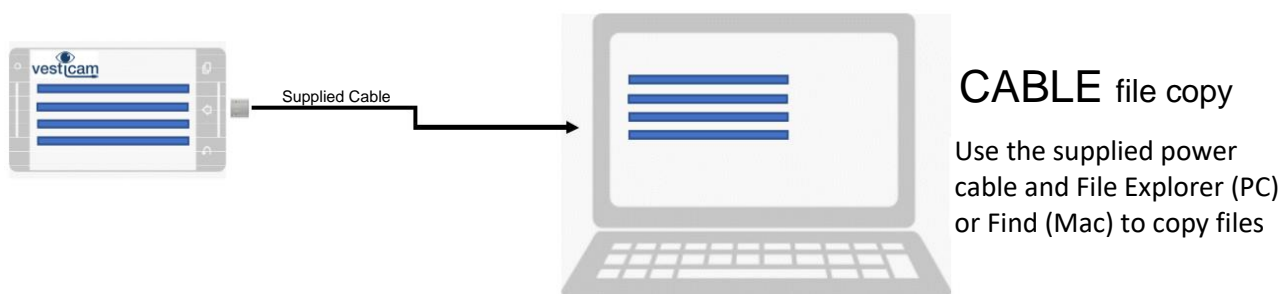 vesticam
Supplied Cable
CABLE file copy
Use the supplied power
cable and File Explorer (PC)
or Find (Mac) to copy files